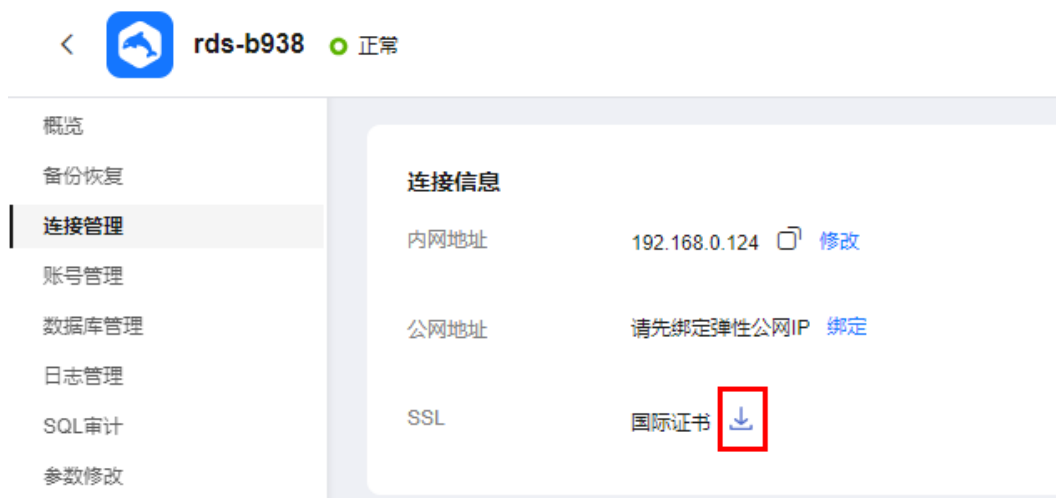 rds-b938 正常
概览
备份恢复
连接管理
账号管理
数据库管理
日志管理
SQL审计
参数修改
连接信息
内网地址 192.168.0.124 修改
公网地址 请先绑定弹性公网IP 绑定
SSL 国际证书